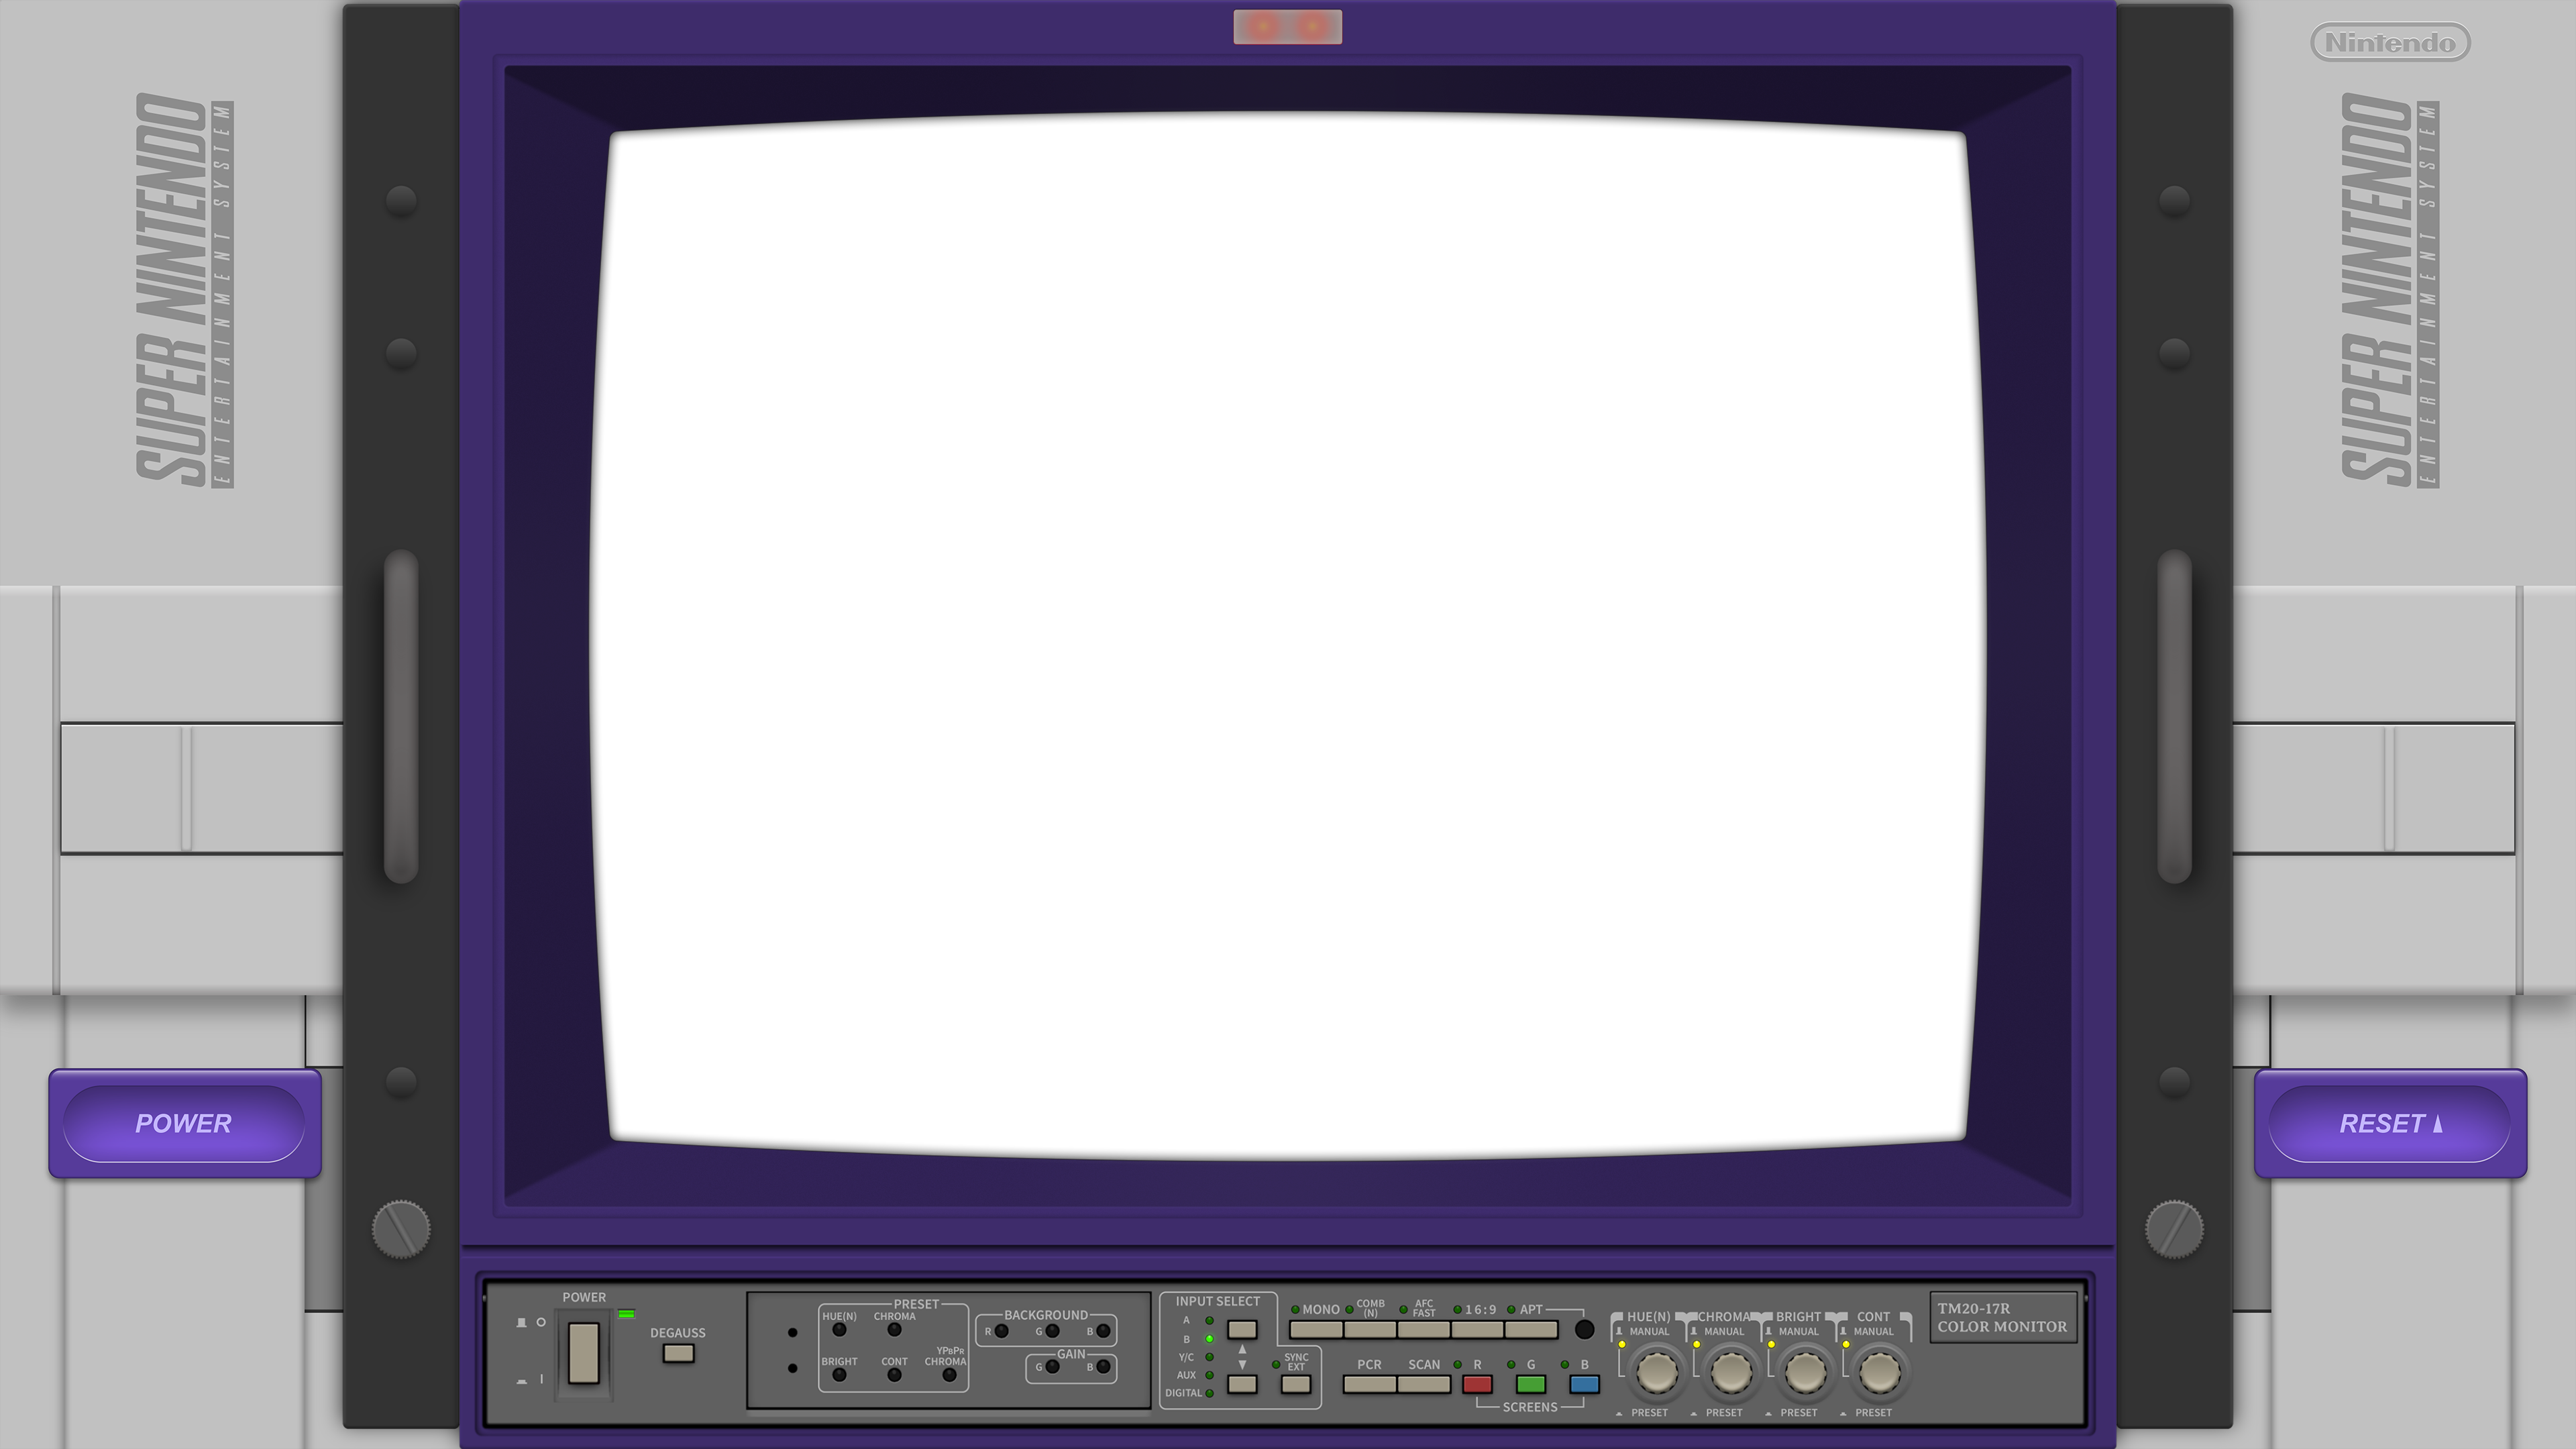 Nintendo
SUPER NINTENDO
ENTERTAINMENT SYSTEM
SUPER NINTENDO
ENTERTAINMENT SYSTEM
POWER
RESET
POWER
DEGAUSS
PRESET
HUE(N) CHROMA
BRIGHT CONT YPBPR CHROMA
BACKGROUND
R G B
GAIN
G B
INPUT SELECT
A
B
Y/C
AUX
DIGITAL
SYNC EXT
MONO COMB (N) AFC FAST 16:9 APT
PCR SCAN R G B
SCREENS
HUE(N) CHROMA BRIGHT CONT
MANUAL MANUAL MANUAL MANUAL
PRESET PRESET PRESET PRESET
TM20-17R
COLOR MONITOR